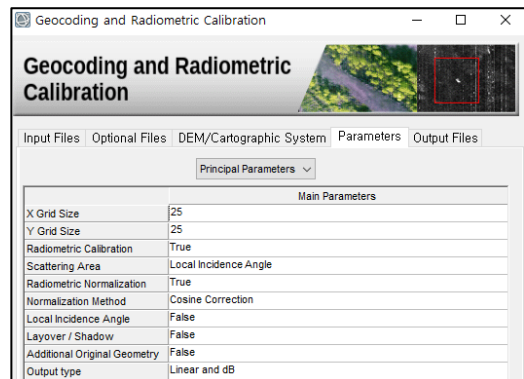 Geocoding and Radiometric Calibration
Geocoding and Radiometric
Calibration
Input Files Optional Files DEM/Cartographic System Parameters Output Files
Principal Parameters
Main Parameters
X Grid Size 25
Y Grid Size 25
Radiometric Calibration True
Scattering Area Local Incidence Angle
Radiometric Normalization True
Normalization Method Cosine Correction
Local Incidence Angle False
Layover / Shadow False
Additional Original Geometry False
Output type Linear and dB